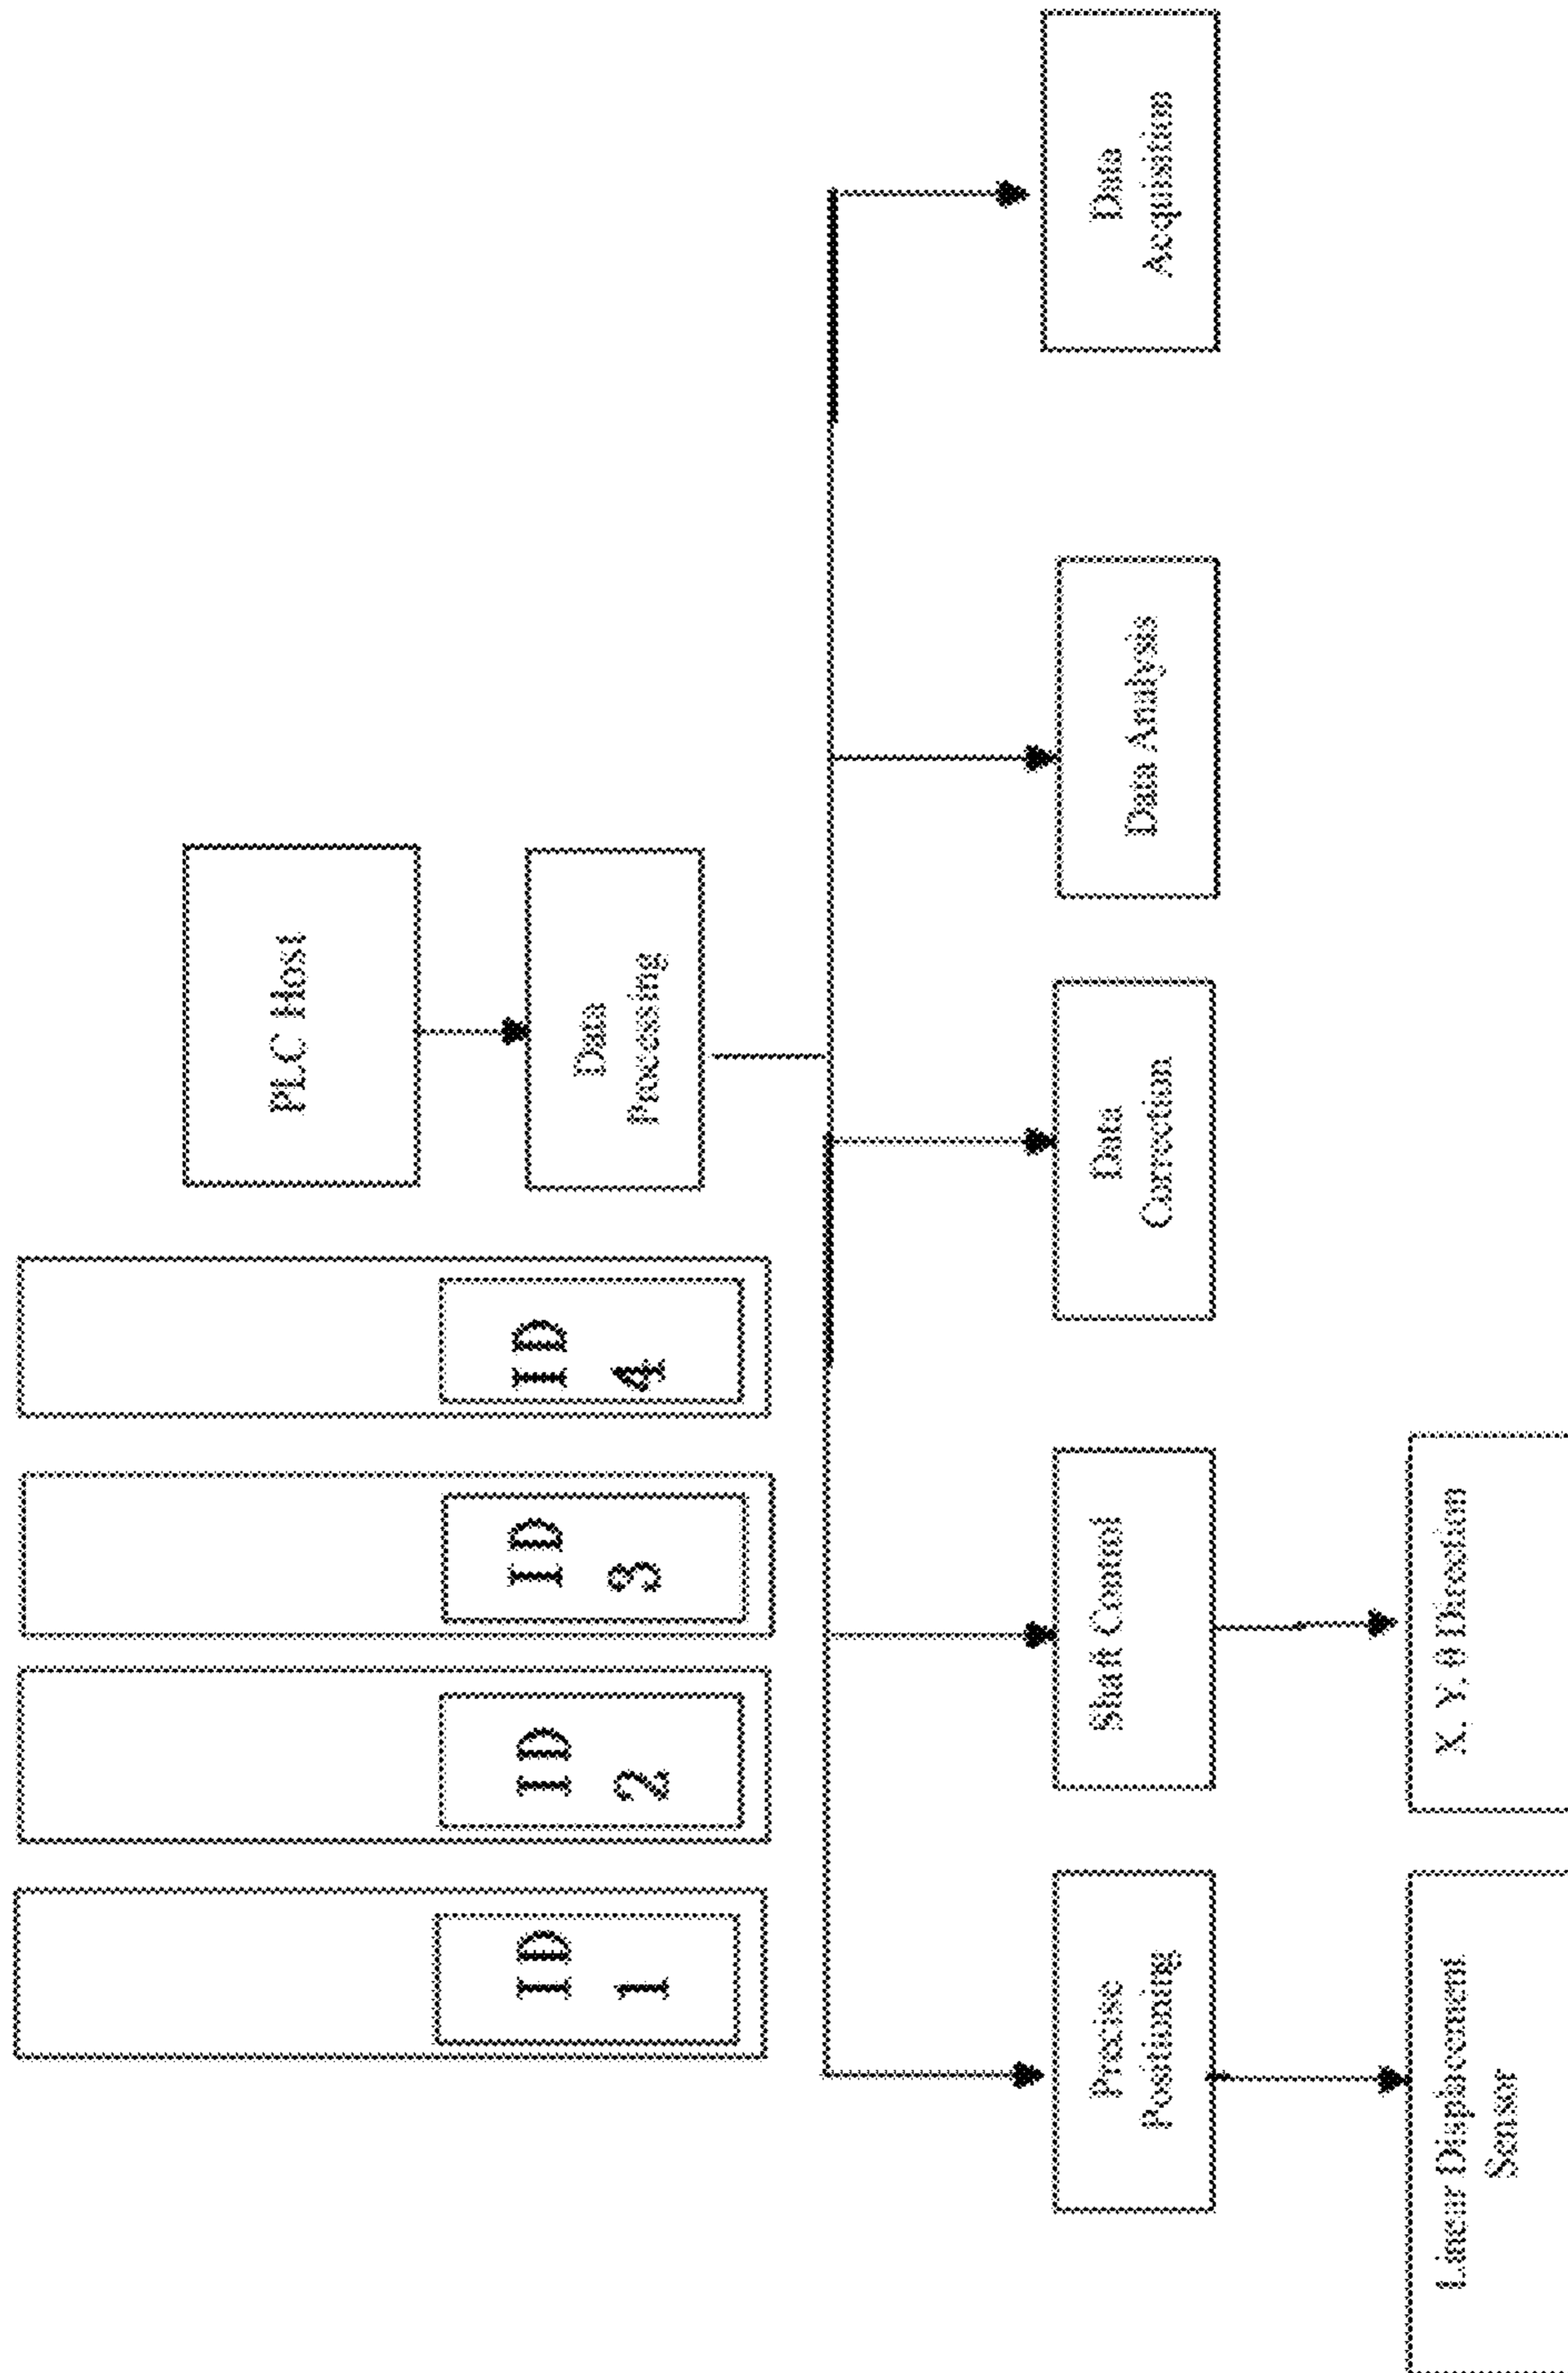 ID
1
ID
2
ID
3
ID
4
PLC Host
Data
Processing
Precise
Positioning
Shaft Control
Data
Correction
Data Analysis
Data
Acquisition
Linear Displacement
Sensor
X, Y, θ Direction